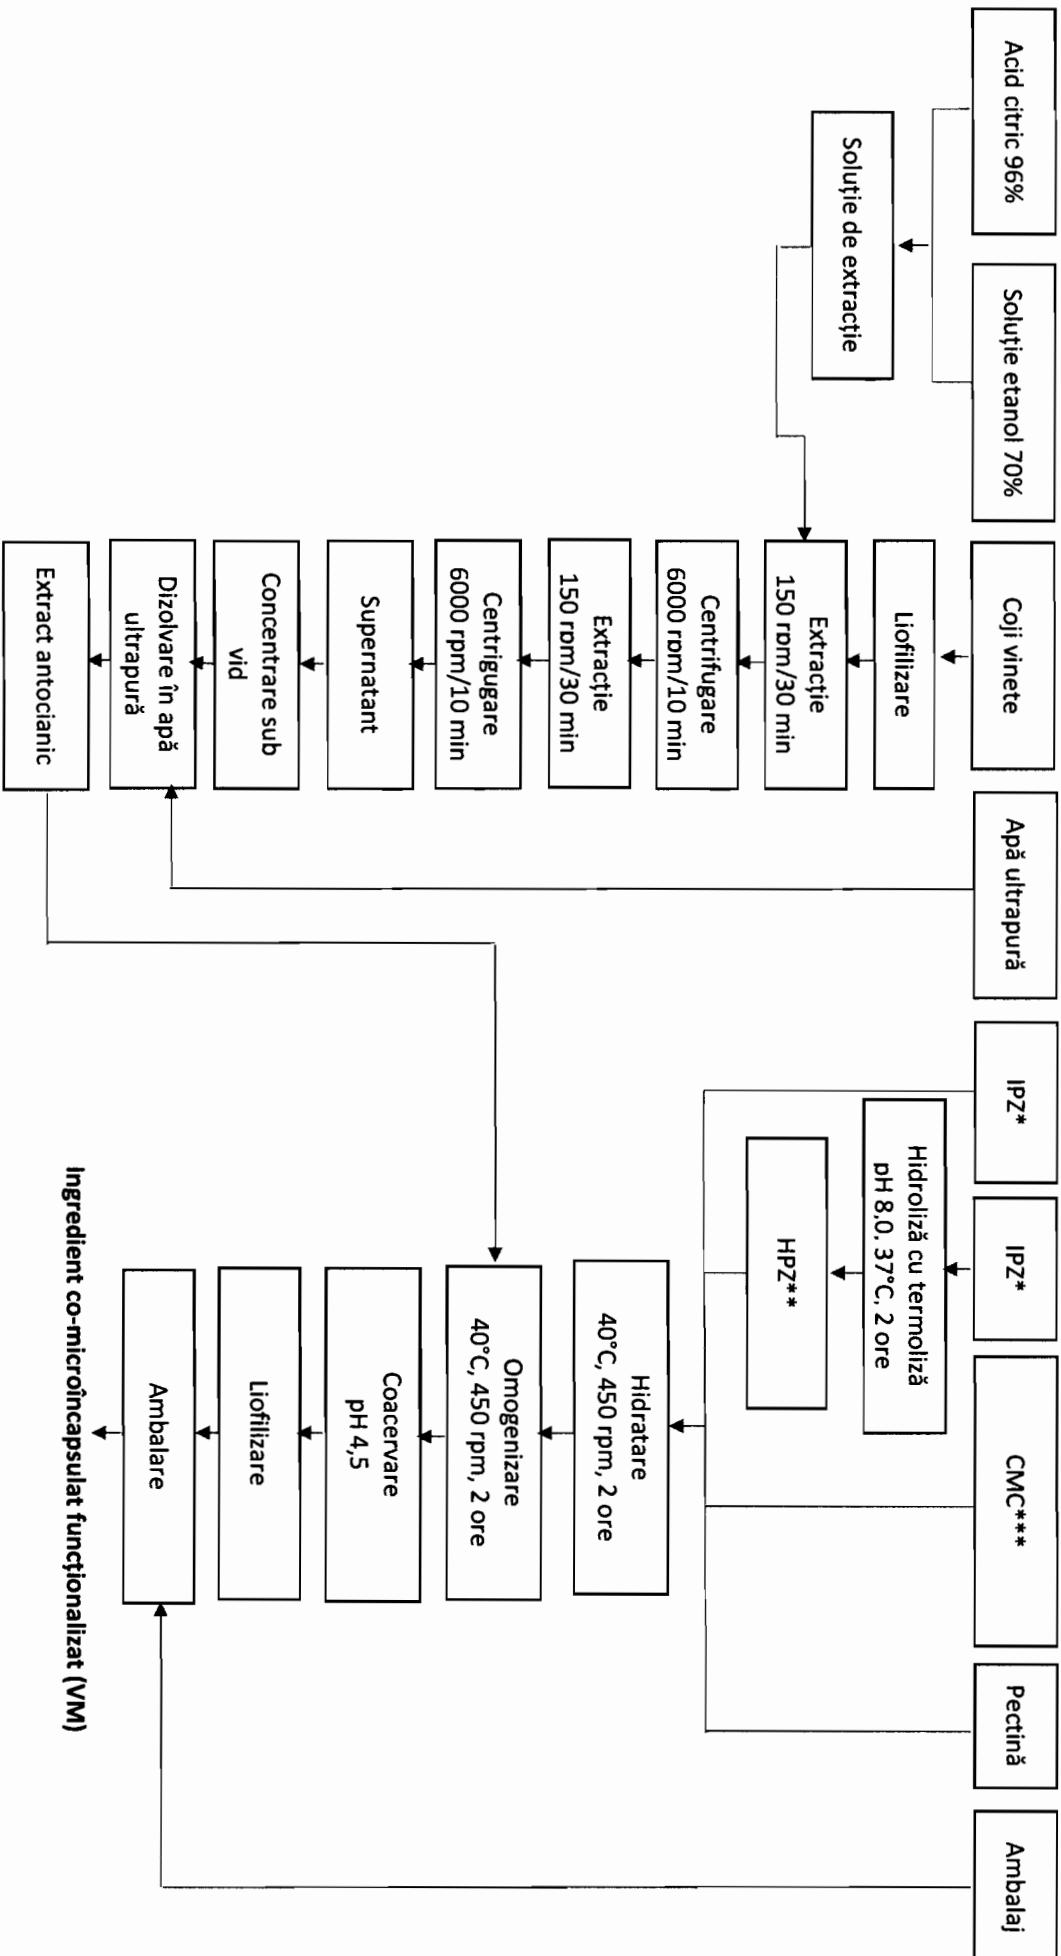 Acid citric 96%
Soluție etanol 70%
Coji vinete
Apă ultrapură
IPZ*
IPZ*
CMC***
Pectină
Ambalaj
Soluție de extracție
Liofilizare
Extracție
150 rpm/30 min
Centrifugare
6000 rpm/10 min
Extracție
150 rpm/30 min
Centrigugare
6000 rpm/10 min
Supernatant
Concentrare sub
vid
Dizolvare în apă
ultrapură
Extract antocianic
Hidroliză cu termoliză
pH 8,0, 37°C, 2 ore
HPZ**
Hidratare
40°C, 450 rpm, 2 ore
Omogenizare
40°C, 450 rpm, 2 ore
Coacervare
pH 4,5
Liofilizare
Ambalare
Ingredient co-microîncapsulat funcționalizat (VM)